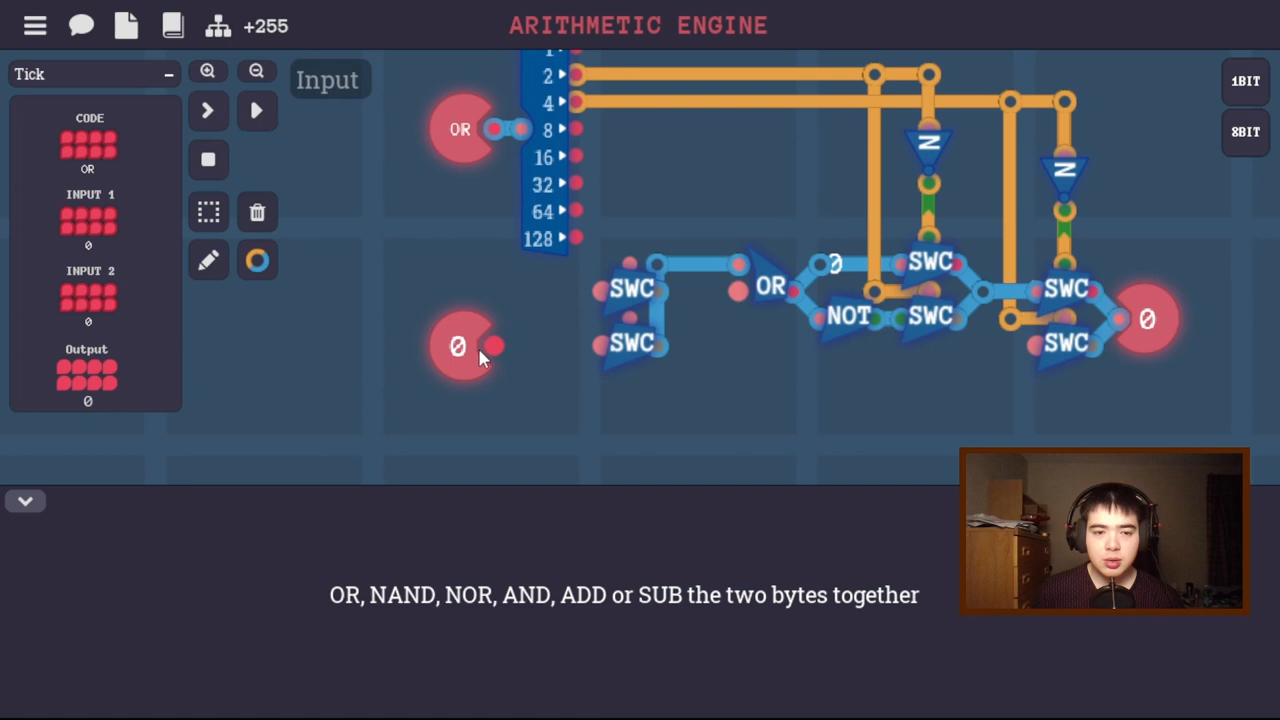 +255
ARITHMETIC ENGINE
Tick
Input
1BIT
8BIT
CODE
OR
INPUT 1
0
INPUT 2
0
Output
0
OR
1
2
4
8
16
32
64
128
N
N
0
SWC
SWC
OR
0
SWC
NOT
SWC
SWC
SWC
0
OR, NAND, NOR, AND, ADD or SUB the two bytes together